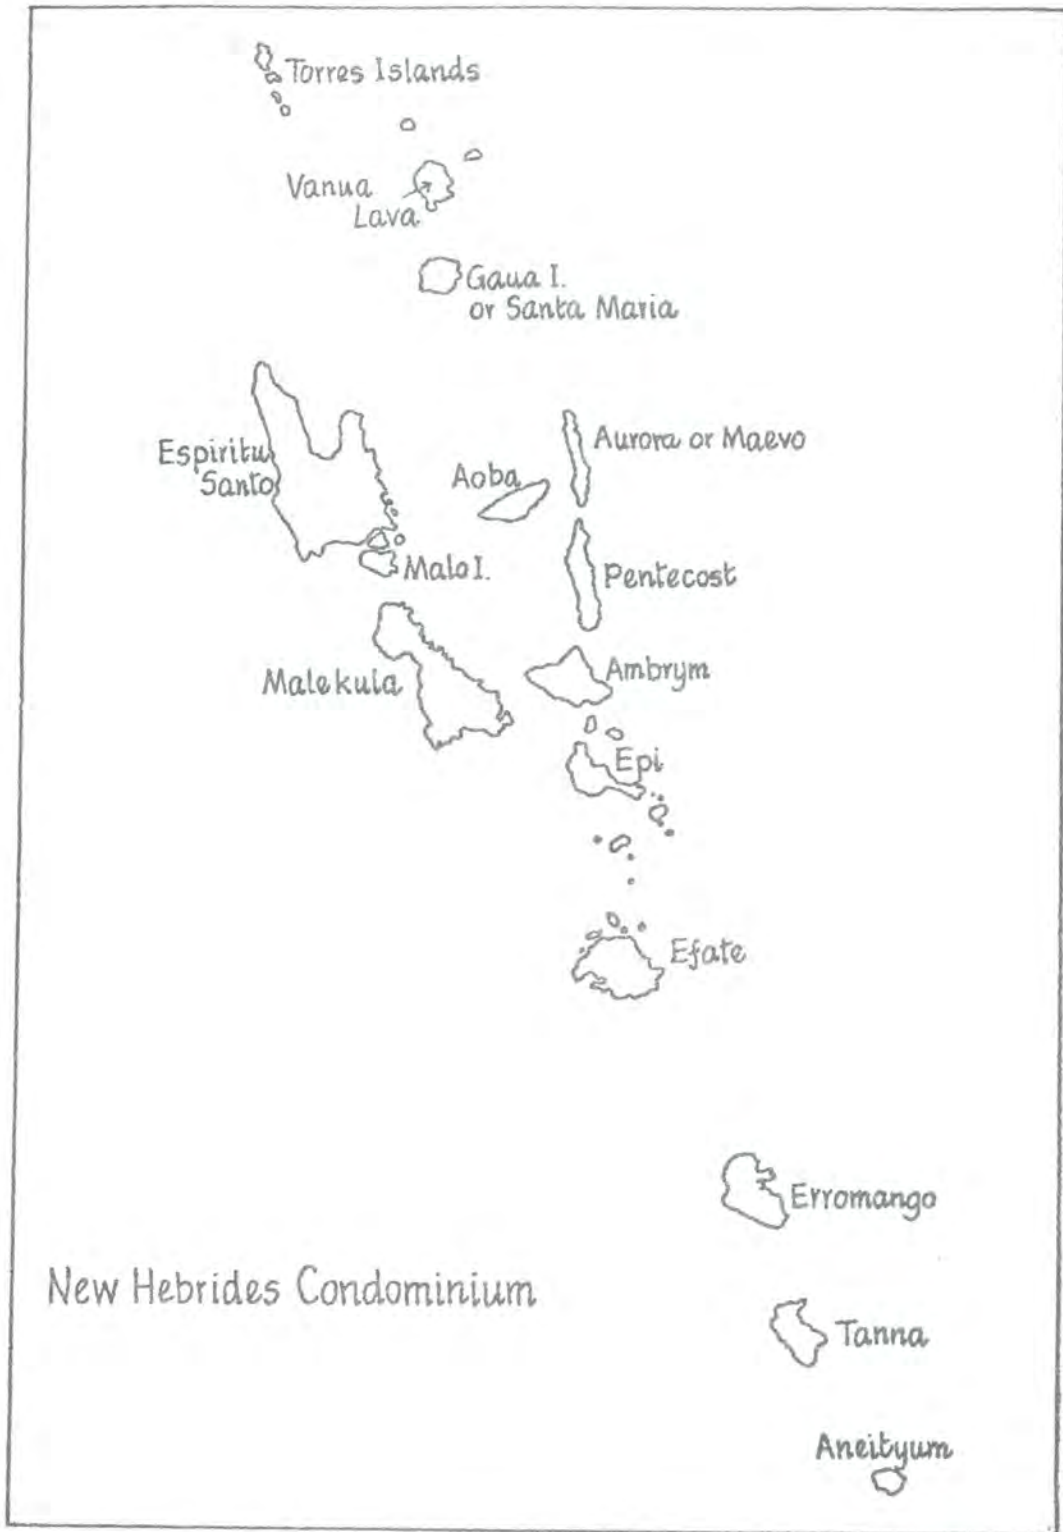 Torres Islands
Vanua
Lava
Gaua I.
or Santa Maria
Espiritu
Santo
Aoba
Aurora or Maevo
Malo I.
Pentecost
Malekula
Ambrym
Epi
Efate
Erromango
New Hebrides Condominium
Tanna
Aneityum